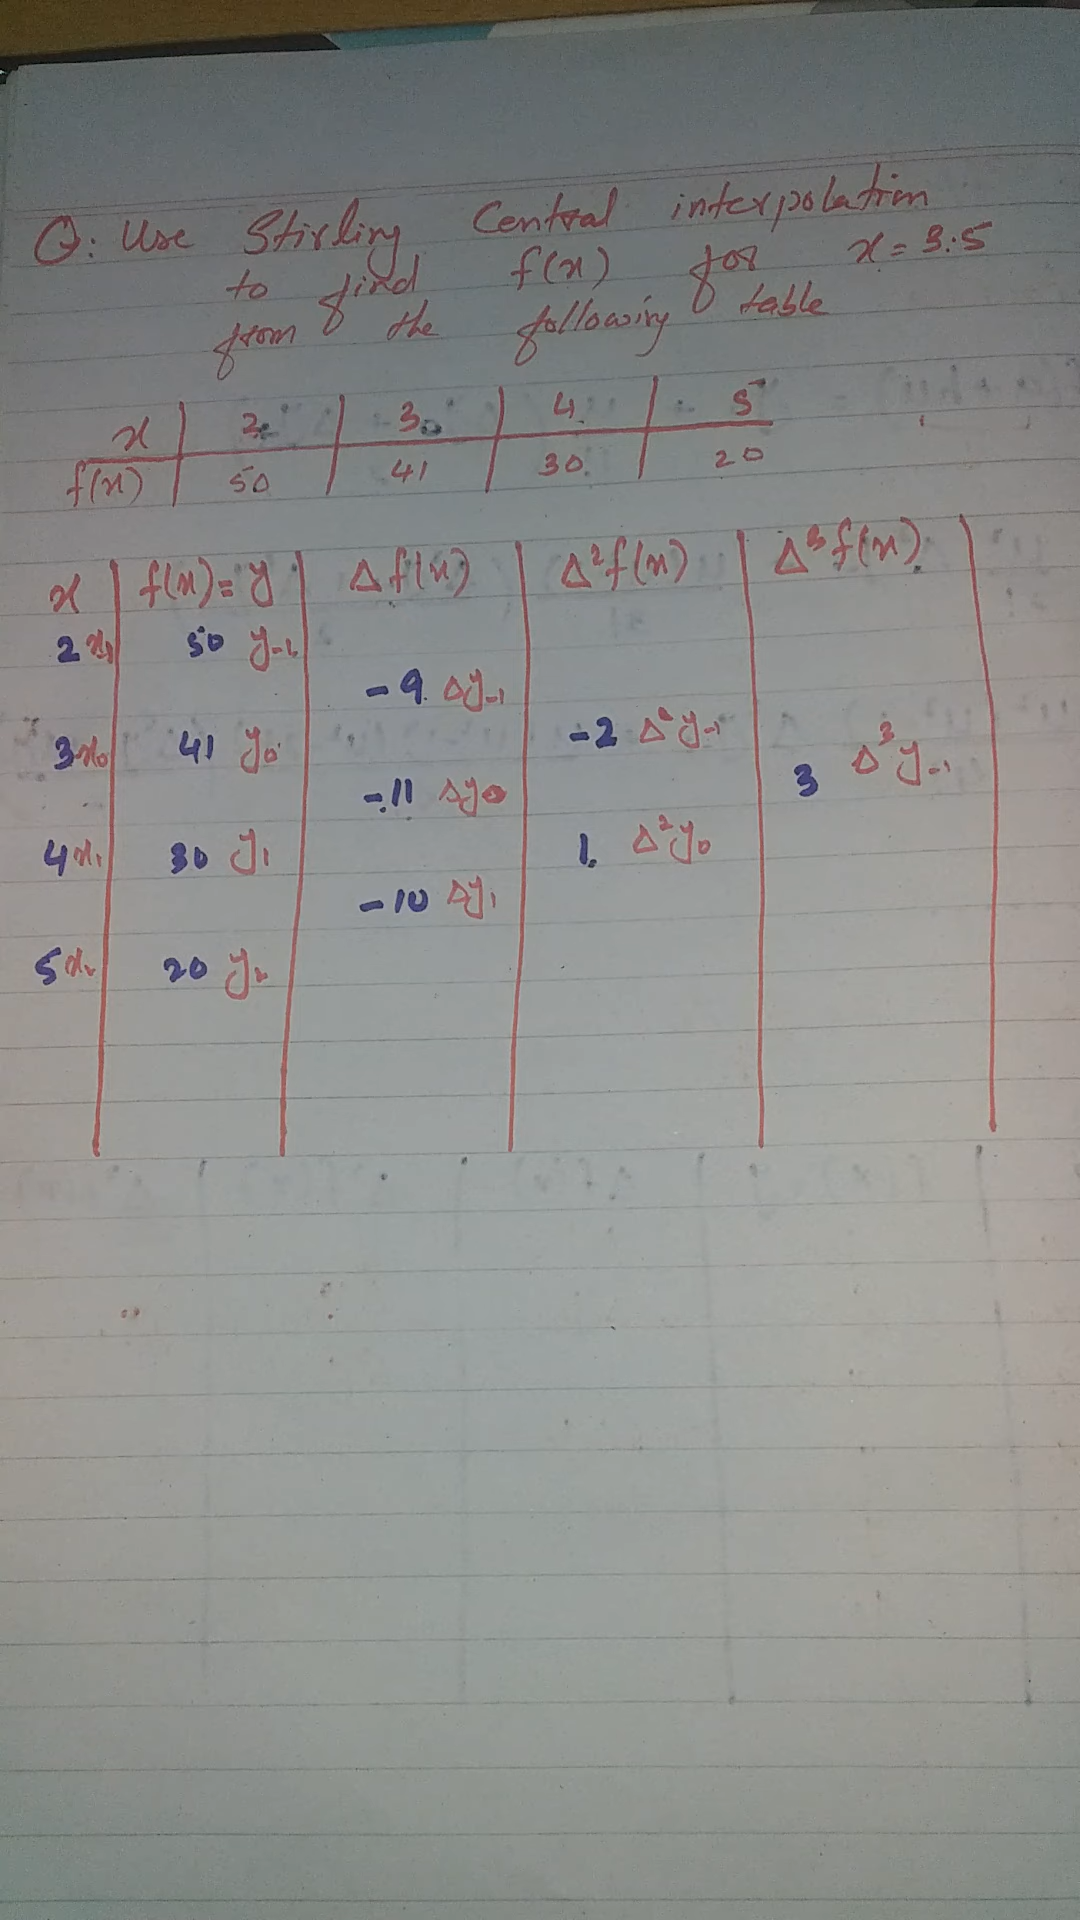 Q: Use Stirling Central interpolation
to find f(x) for x = 3.5
from the following table
x 2 3 4 5
f(x) 50 41 30 20
x f(x)= y Δf(x) Δ²f(x) Δ³f(x)
2 50 y₋₁
-9 Δy₋₁
3 x₀ 41 y₀ -2 Δ²y₋₁
3 Δ³y₋₁
-11 Δy₀
4 x₁ 30 y₁ 1 Δ²y₀
-10 Δy₁
5 x₂ 20 y₂